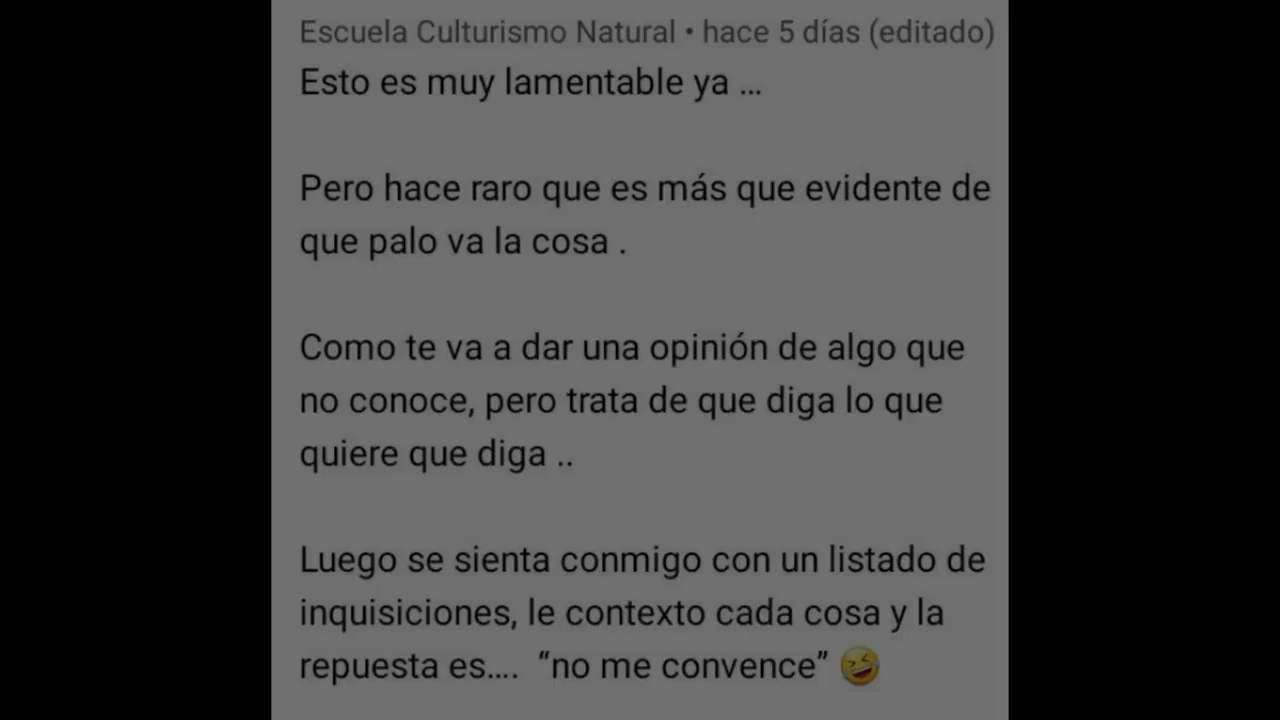 Escuela Culturismo Natural • hace 5 días (editado)
Esto es muy lamentable ya ...
Pero hace raro que es más que evidente de
que palo va la cosa .
Como te va a dar una opinión de algo que
no conoce, pero trata de que diga lo que
quiere que diga ..
Luego se sienta conmigo con un listado de
inquisiciones, le contexto cada cosa y la
repuesta es.... “no me convence” 🤣